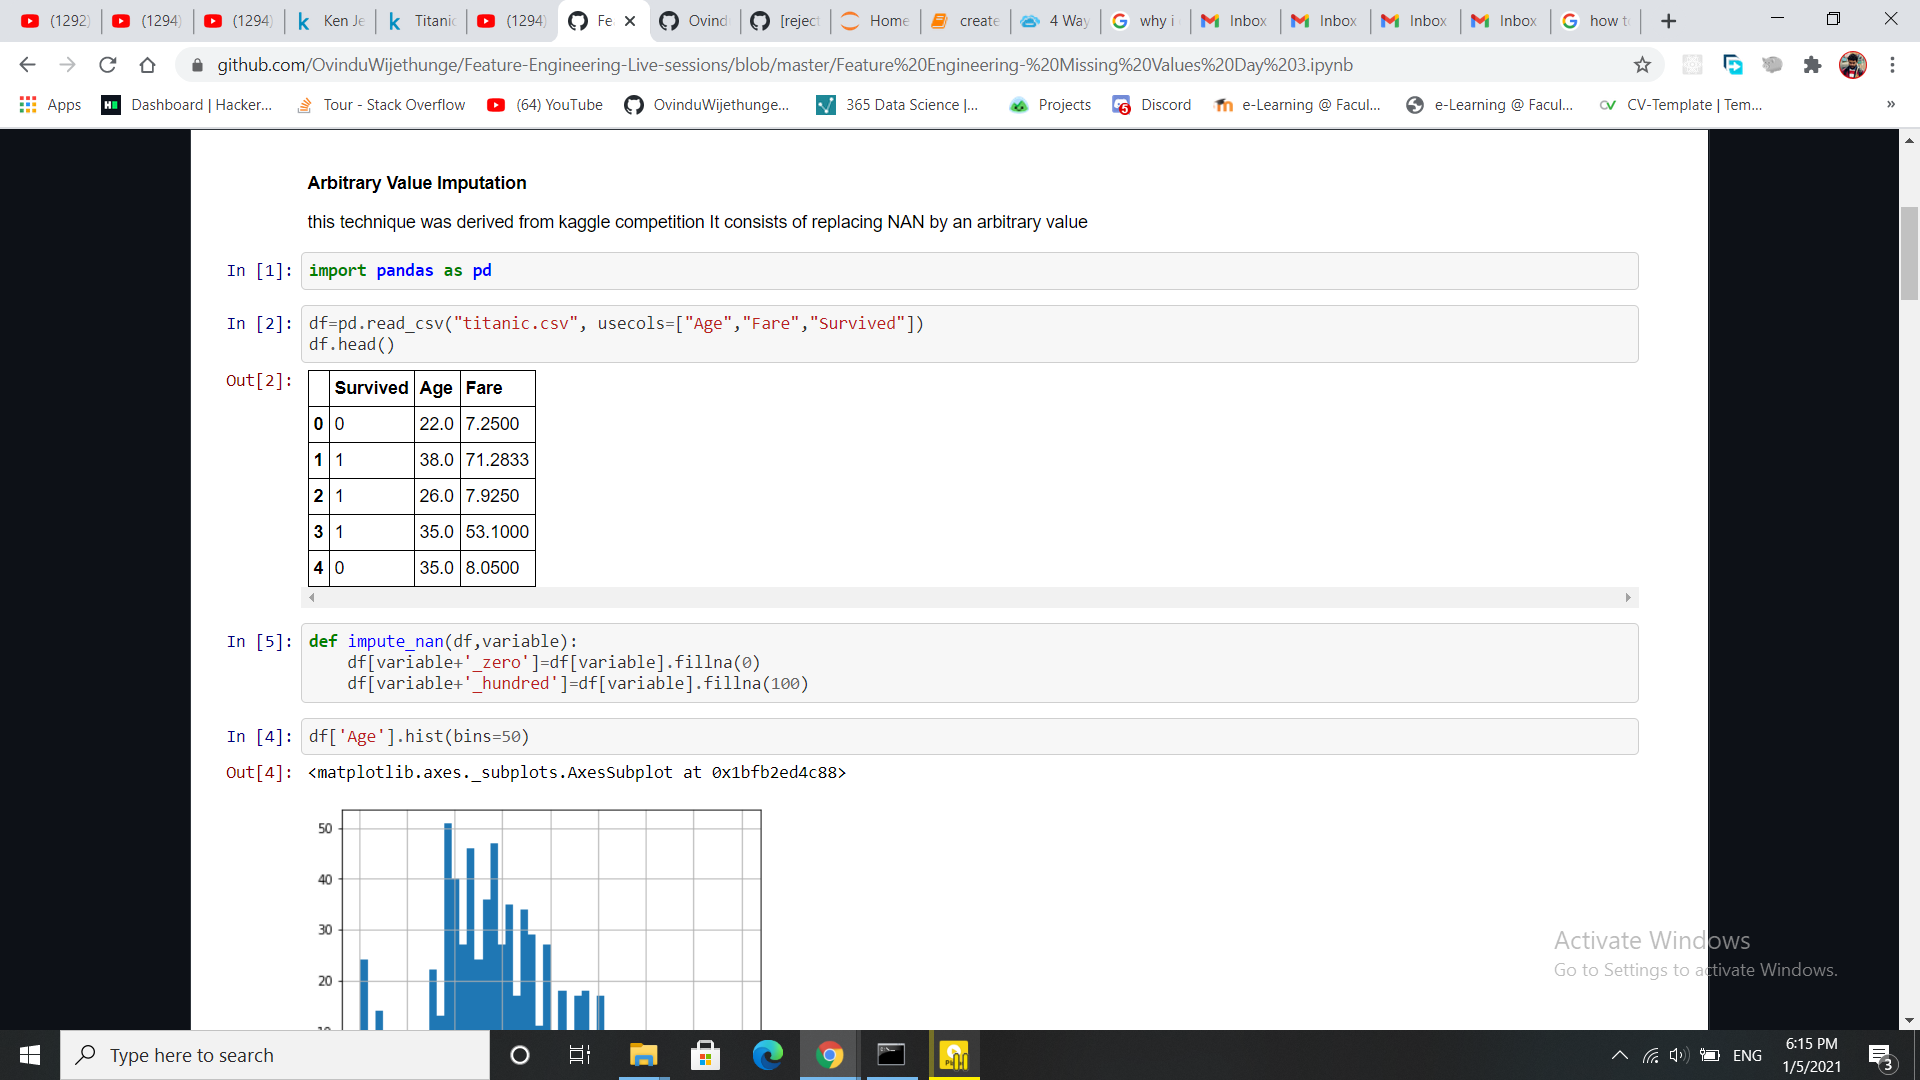 (1292)
(1294)
(1294)
Ken Je
Titanic
(1294)
Fe
Ovind
[reject
Home
create
4 Way
why i
Inbox
Inbox
Inbox
Inbox
how to
github.com/OvinduWijethunge/Feature-Engineering-Live-sessions/blob/master/Feature%20Engineering-%20Missing%20Values%20Day%203.ipynb
Apps
Dashboard | Hacker...
Tour - Stack Overflow
(64) YouTube
OvinduWijethunge...
365 Data Science |...
Projects
Discord
e-Learning @ Facul...
e-Learning @ Facul...
CV-Template | Tem...
»
Arbitrary Value Imputation
this technique was derived from kaggle competition It consists of replacing NAN by an arbitrary value
In [1]: import pandas as pd
In [2]: df=pd.read_csv("titanic.csv", usecols=["Age","Fare","Survived"])
df.head()
Out[2]:
Survived Age Fare
0 0 22.0 7.2500
1 1 38.0 71.2833
2 1 26.0 7.9250
3 1 35.0 53.1000
4 0 35.0 8.0500
In [5]: def impute_nan(df,variable):
df[variable+'_zero']=df[variable].fillna(0)
df[variable+'_hundred']=df[variable].fillna(100)
In [4]: df['Age'].hist(bins=50)
Out[4]: <matplotlib.axes._subplots.AxesSubplot at 0x1bfb2ed4c88>
50
40
30
20
10
Activate Windows
Go to Settings to activate Windows.
Type here to search
ENG
6:15 PM
1/5/2021
3